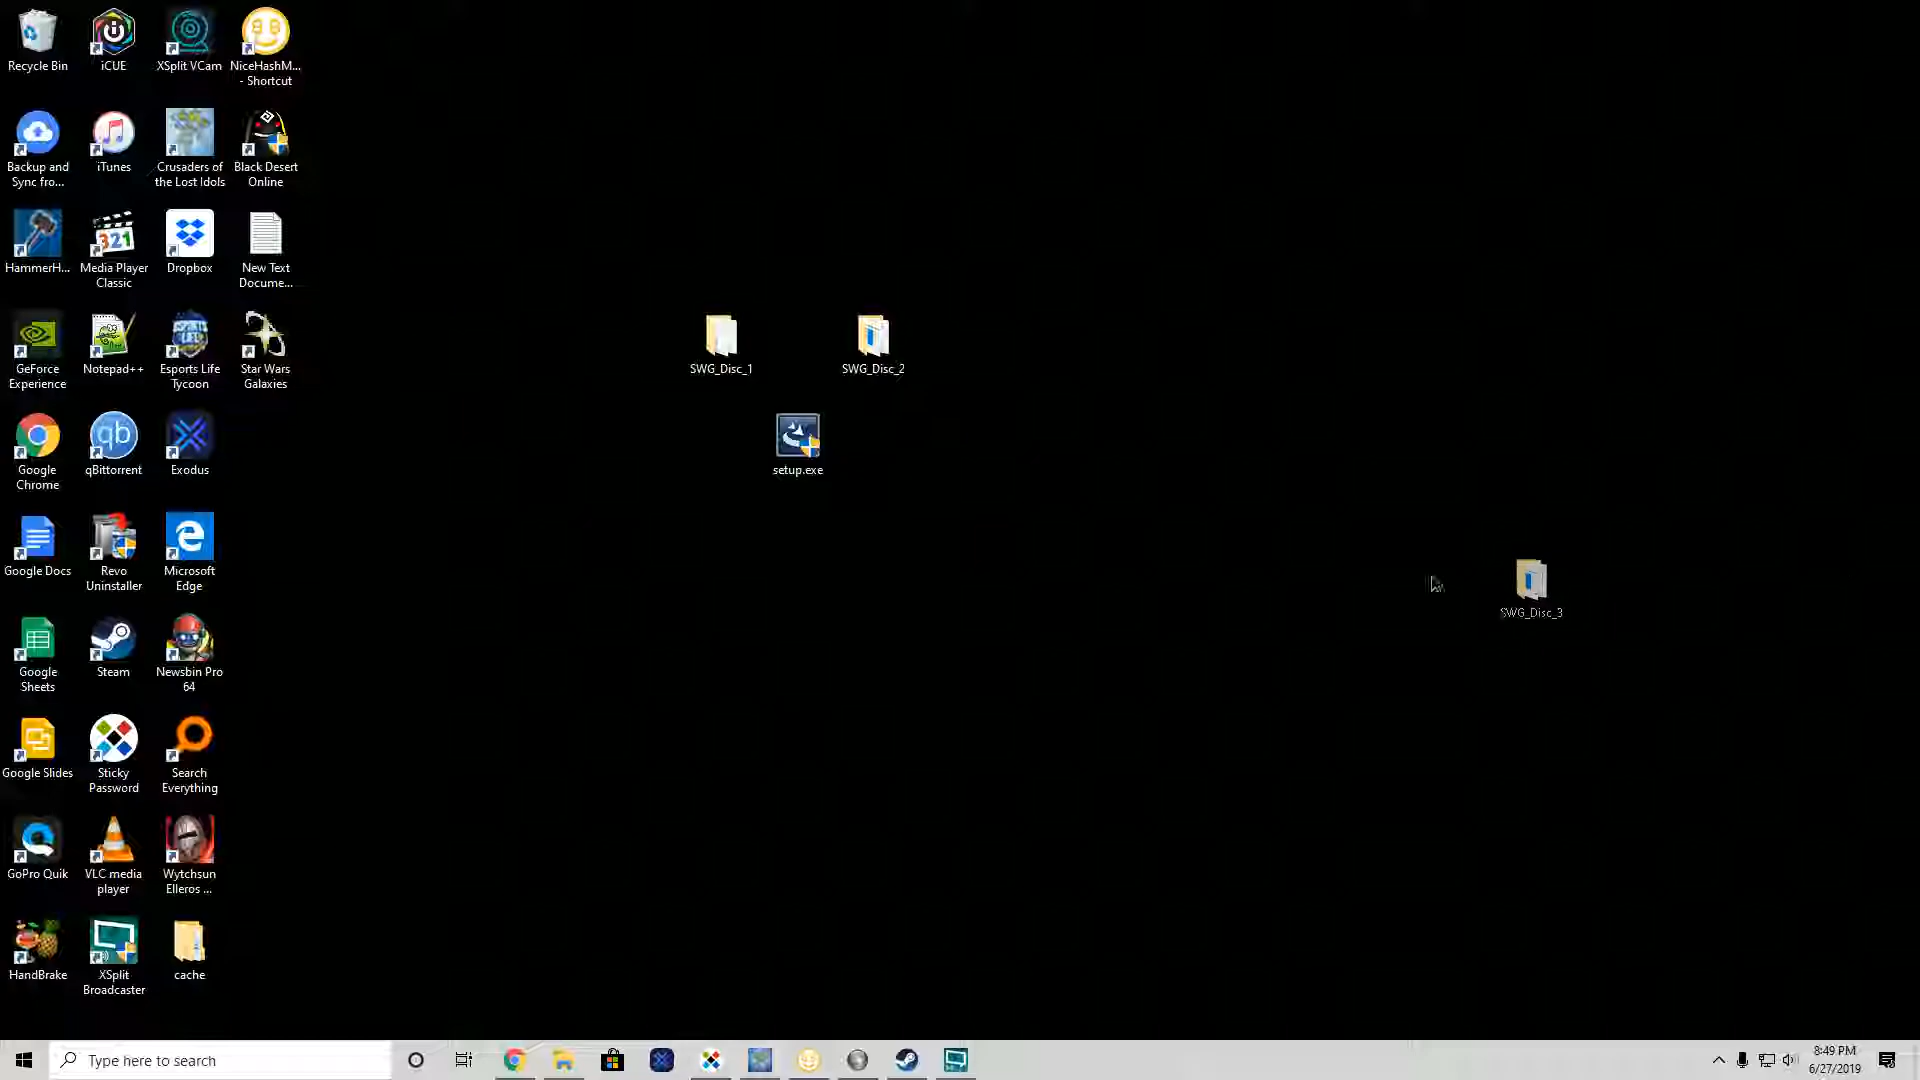 Recycle Bin
iCUE
XSplit VCam
NiceHashM...
- Shortcut
Backup and
Sync fro...
iTunes
Crusaders of
the Lost Idols
Black Desert
Online
HammerH...
321
Media Player
Classic
Dropbox
New Text
Docume...
GeForce
Experience
Notepad++
ESPORTS
LIFE
Esports Life
Tycoon
Star Wars
Galaxies
SWG_Disc_1
SWG_Disc_2
Google
Chrome
qb
qBittorrent
Exodus
setup.exe
Google Docs
Revo
Uninstaller
Microsoft
Edge
SWG_Disc_3
Google
Sheets
Steam
Newsbin Pro
64
Google Slides
Sticky
Password
Search
Everything
GoPro Quik
VLC media
player
Wytchsun
Elleros ...
HandBrake
XSplit
Broadcaster
cache
Type here to search
8:49 PM
6/27/2019